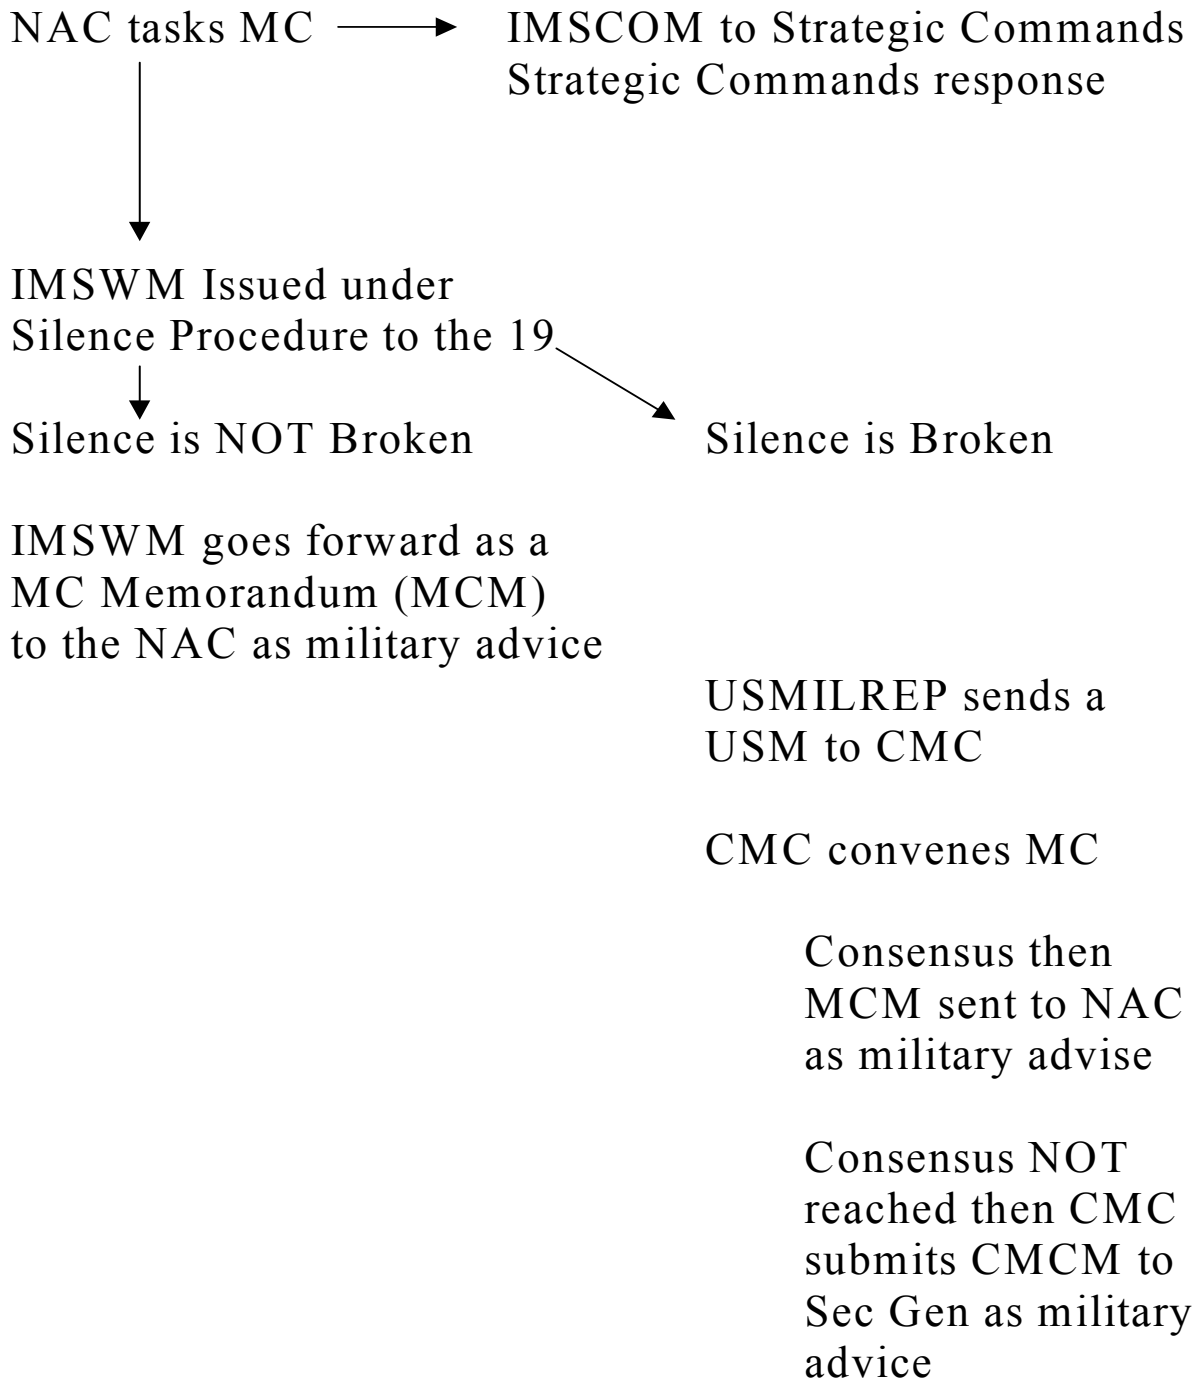 NAC tasks MC
IMSCOM to Strategic Commands
Strategic Commands response
IMSWM Issued under
Silence Procedure to the 19
Silence is NOT Broken
IMSWM goes forward as a
MC Memorandum (MCM)
to the NAC as military advice
Silence is Broken
USMILREP sends a
USM to CMC
CMC convenes MC
Consensus then
MCM sent to NAC
as military advise
Consensus NOT
reached then CMC
submits CMCM to
Sec Gen as military
advice